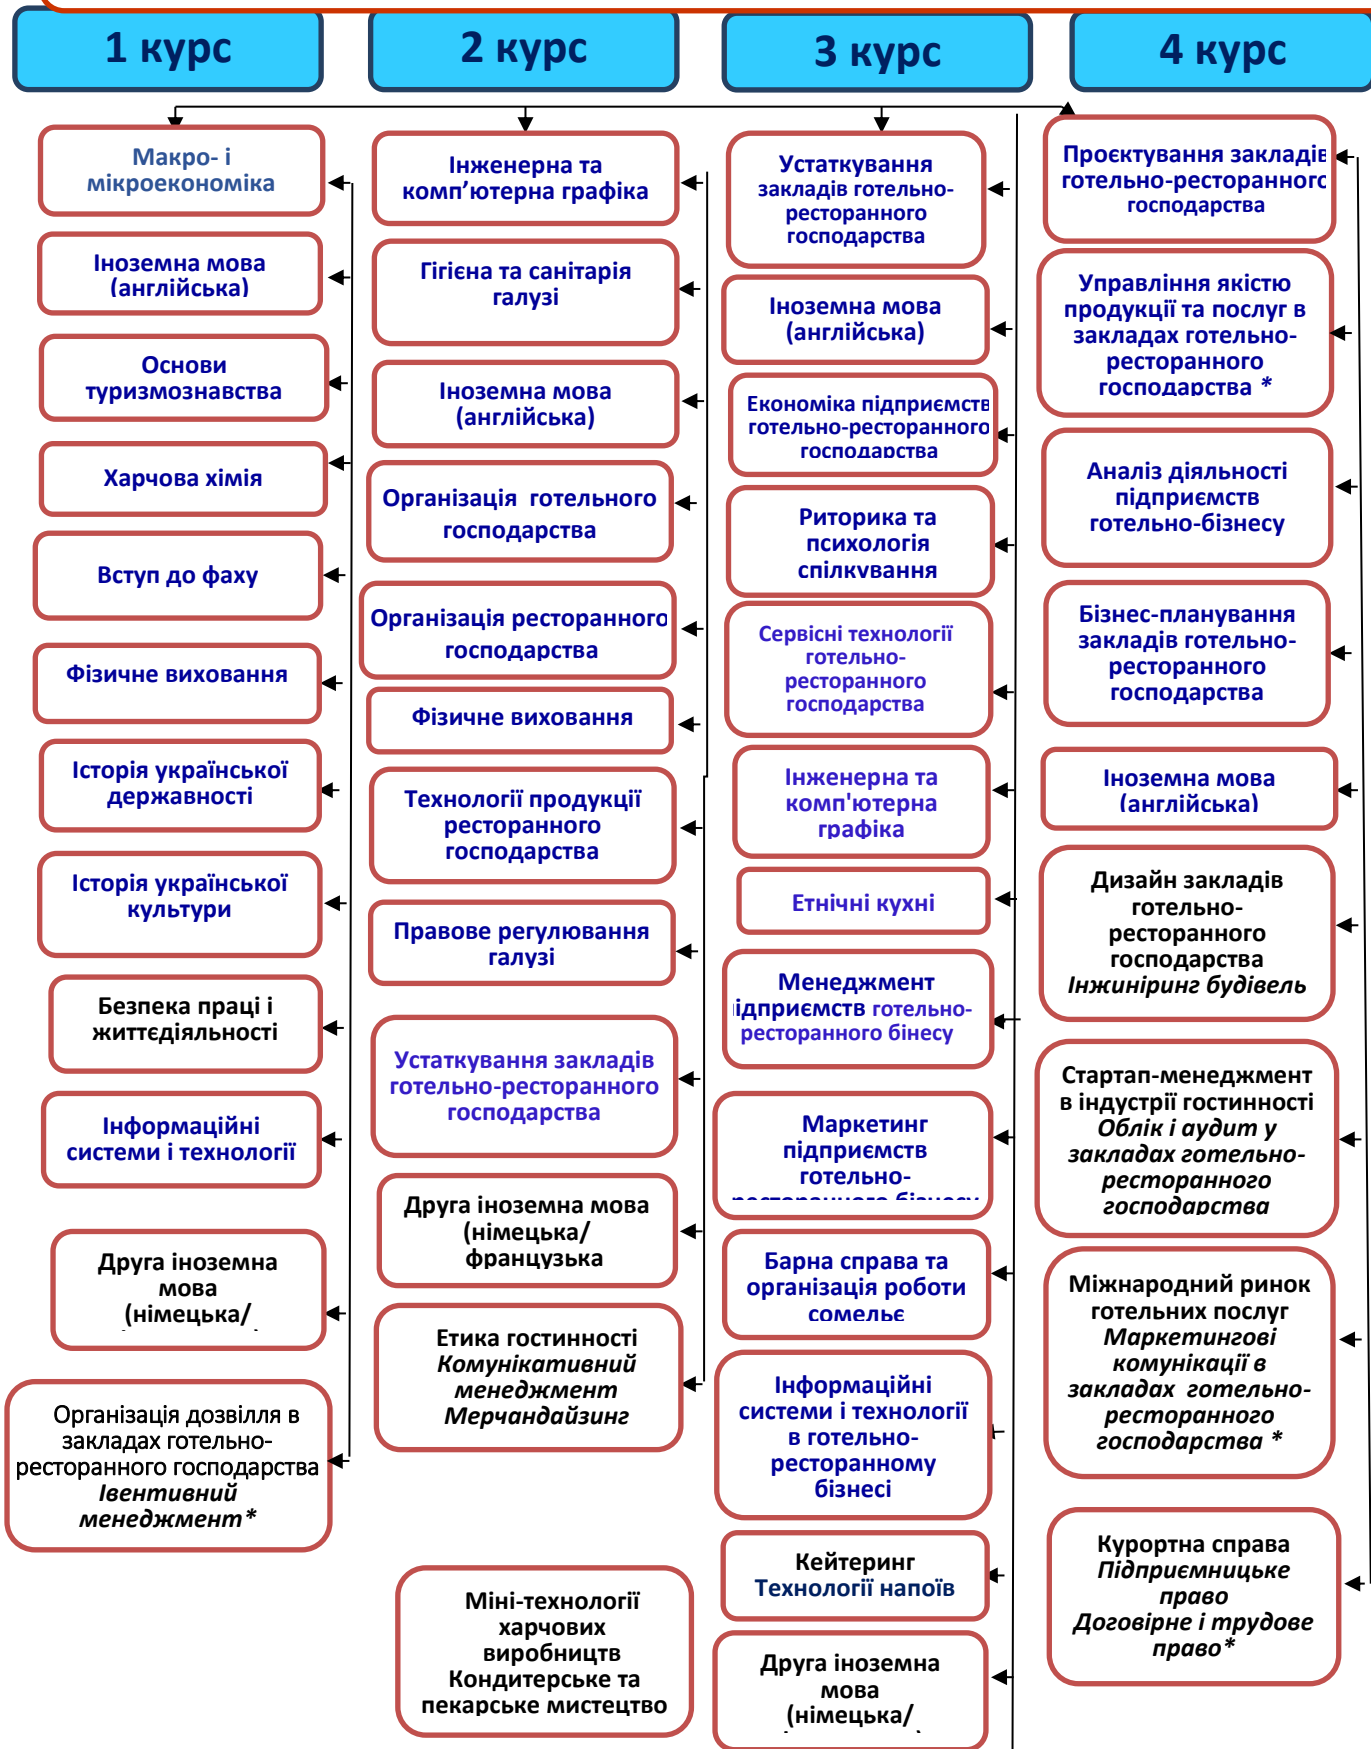 1 курс
Макро- і
мікроекономіка
Іноземна мова
(англійська)
Основи
туризмознавства
Харчова хімія
Вступ до фаху
Фізичне виховання
Історія української
державності
Історія української
культури
Безпека праці і
життєдіяльності
Інформаційні
системи і технології
Друга іноземна
мова
(німецька/
Організація дозвілля в
закладах готельно-
ресторанного господарства
Івентивний
менеджмент*
2 курс
Інженерна та
комп’ютерна графіка
Гігієна та санітарія
галузі
Іноземна мова
(англійська)
Організація готельного
господарства
Організація ресторанного
господарства
Фізичне виховання
Технології продукції
ресторанного
господарства
Правове регулювання
галузі
Устаткування закладів
готельно-ресторанного
господарства
Друга іноземна мова
(німецька/
французька
Етика гостинності
Комунікативний
менеджмент
Мерчандайзинг
Міні-технології
харчових
виробництв
Кондитерське та
пекарське мистецтво
3 курс
Устаткування
закладів готельно-
ресторанного
господарства
Іноземна мова
(англійська)
Економіка підприємств
готельно-ресторанного
господарства
Риторика та
психологія
спілкування
Сервісні технології
готельно-
ресторанного
господарства
Інженерна та
комп'ютерна
графіка
Етнічні кухні
Менеджмент
ідприємств готельно-
ресторанного бінесу
Маркетинг
підприємств
готельно-
ресторанного бізнесу
Барна справа та
організація роботи
сомельє
Інформаційні
системи і технології
в готельно-
ресторанному
бізнесі
Кейтеринг
Технології напоїв
Друга іноземна
мова
(німецька/
4 курс
Проєктування закладів
готельно-ресторанного
господарства
Управління якістю
продукції та послуг в
закладах готельно-
ресторанного
господарства *
Аналіз діяльності
підприємств
готельно-бізнесу
Бізнес-планування
закладів готельно-
ресторанного
господарства
Іноземна мова
(англійська)
Дизайн закладів
готельно-
ресторанного
господарства
Інжиніринг будівель
Стартап-менеджмент
в індустрії гостинності
Облік і аудит у
закладах готельно-
ресторанного
господарства
Міжнародний ринок
готельних послуг
Маркетингові
комунікації в
закладах готельно-
ресторанного
господарства *
Курортна справа
Підприємницьке
право
Договірне і трудове
право*